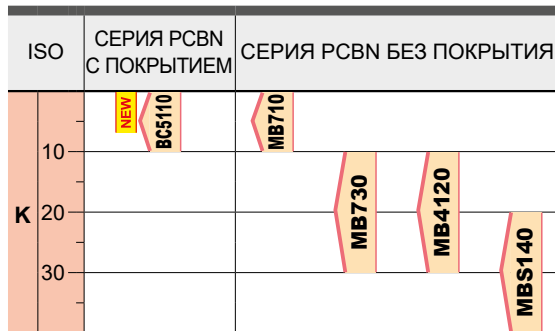 ISO
СЕРИЯ PCBN
С ПОКРЫТИЕМ
СЕРИЯ PCBN БЕЗ ПОКРЫТИЯ
K
10
20
30
NEW
BC5110
MB710
MB730
MB4120
MBS140